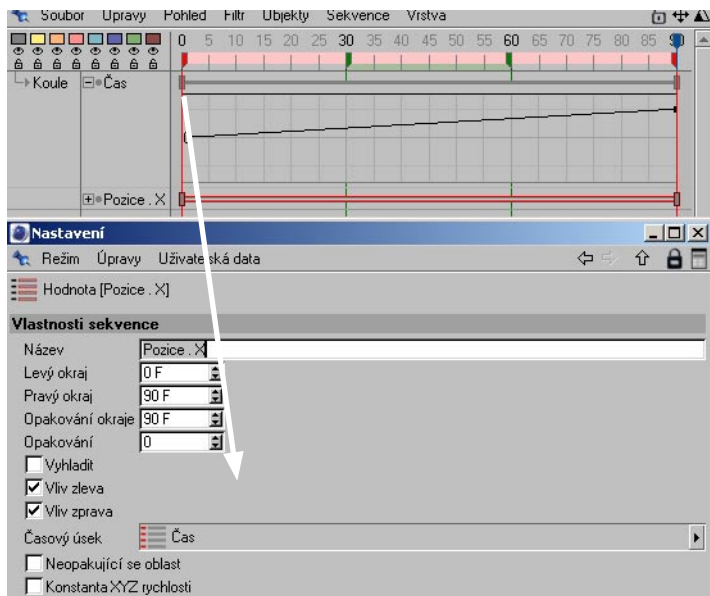 Soubor Úpravy Pohled Filtr Objekty Sekvence Vrstva
0 5 10 15 20 25 30 35 40 45 50 55 60 65 70 75 80 85 90
Koule Čas
Pozice . X
Nastavení
Režim Úpravy Uživatelská data
Hodnota [Pozice . X]
Vlastnosti sekvence
Název Pozice . X
Levý okraj 0 F
Pravý okraj 90 F
Opakování okraje 90 F
Opakování 0
Vyhladit
Vliv zleva
Vliv zprava
Časový úsek Čas
Neopakující se oblast
Konstanta XYZ rychlosti